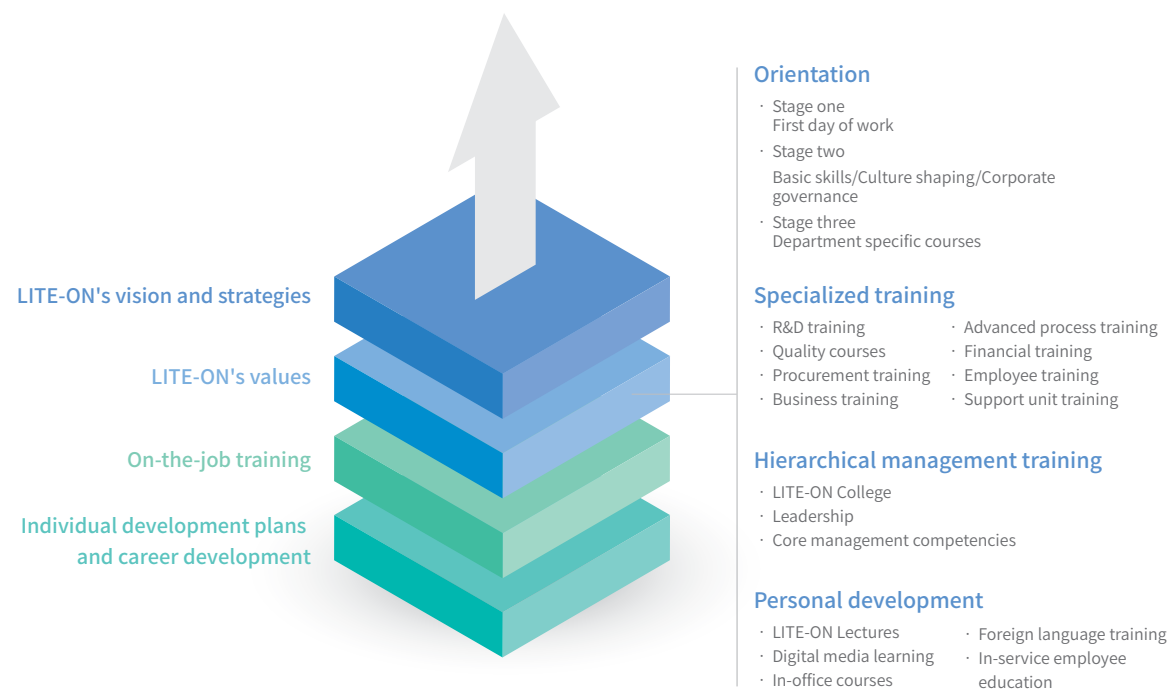 LITE-ON's vision and strategies
LITE-ON's values
On-the-job training
Individual development plans
and career development
Orientation
· Stage one
First day of work
· Stage two
Basic skills/Culture shaping/Corporate
governance
· Stage three
Department specific courses
Specialized training
· R&D training
· Quality courses
· Procurement training
· Business training
· Advanced process training
· Financial training
· Employee training
· Support unit training
Hierarchical management training
· LITE-ON College
· Leadership
· Core management competencies
Personal development
· LITE-ON Lectures
· Digital media learning
· In-office courses
· Foreign language training
· In-service employee
education